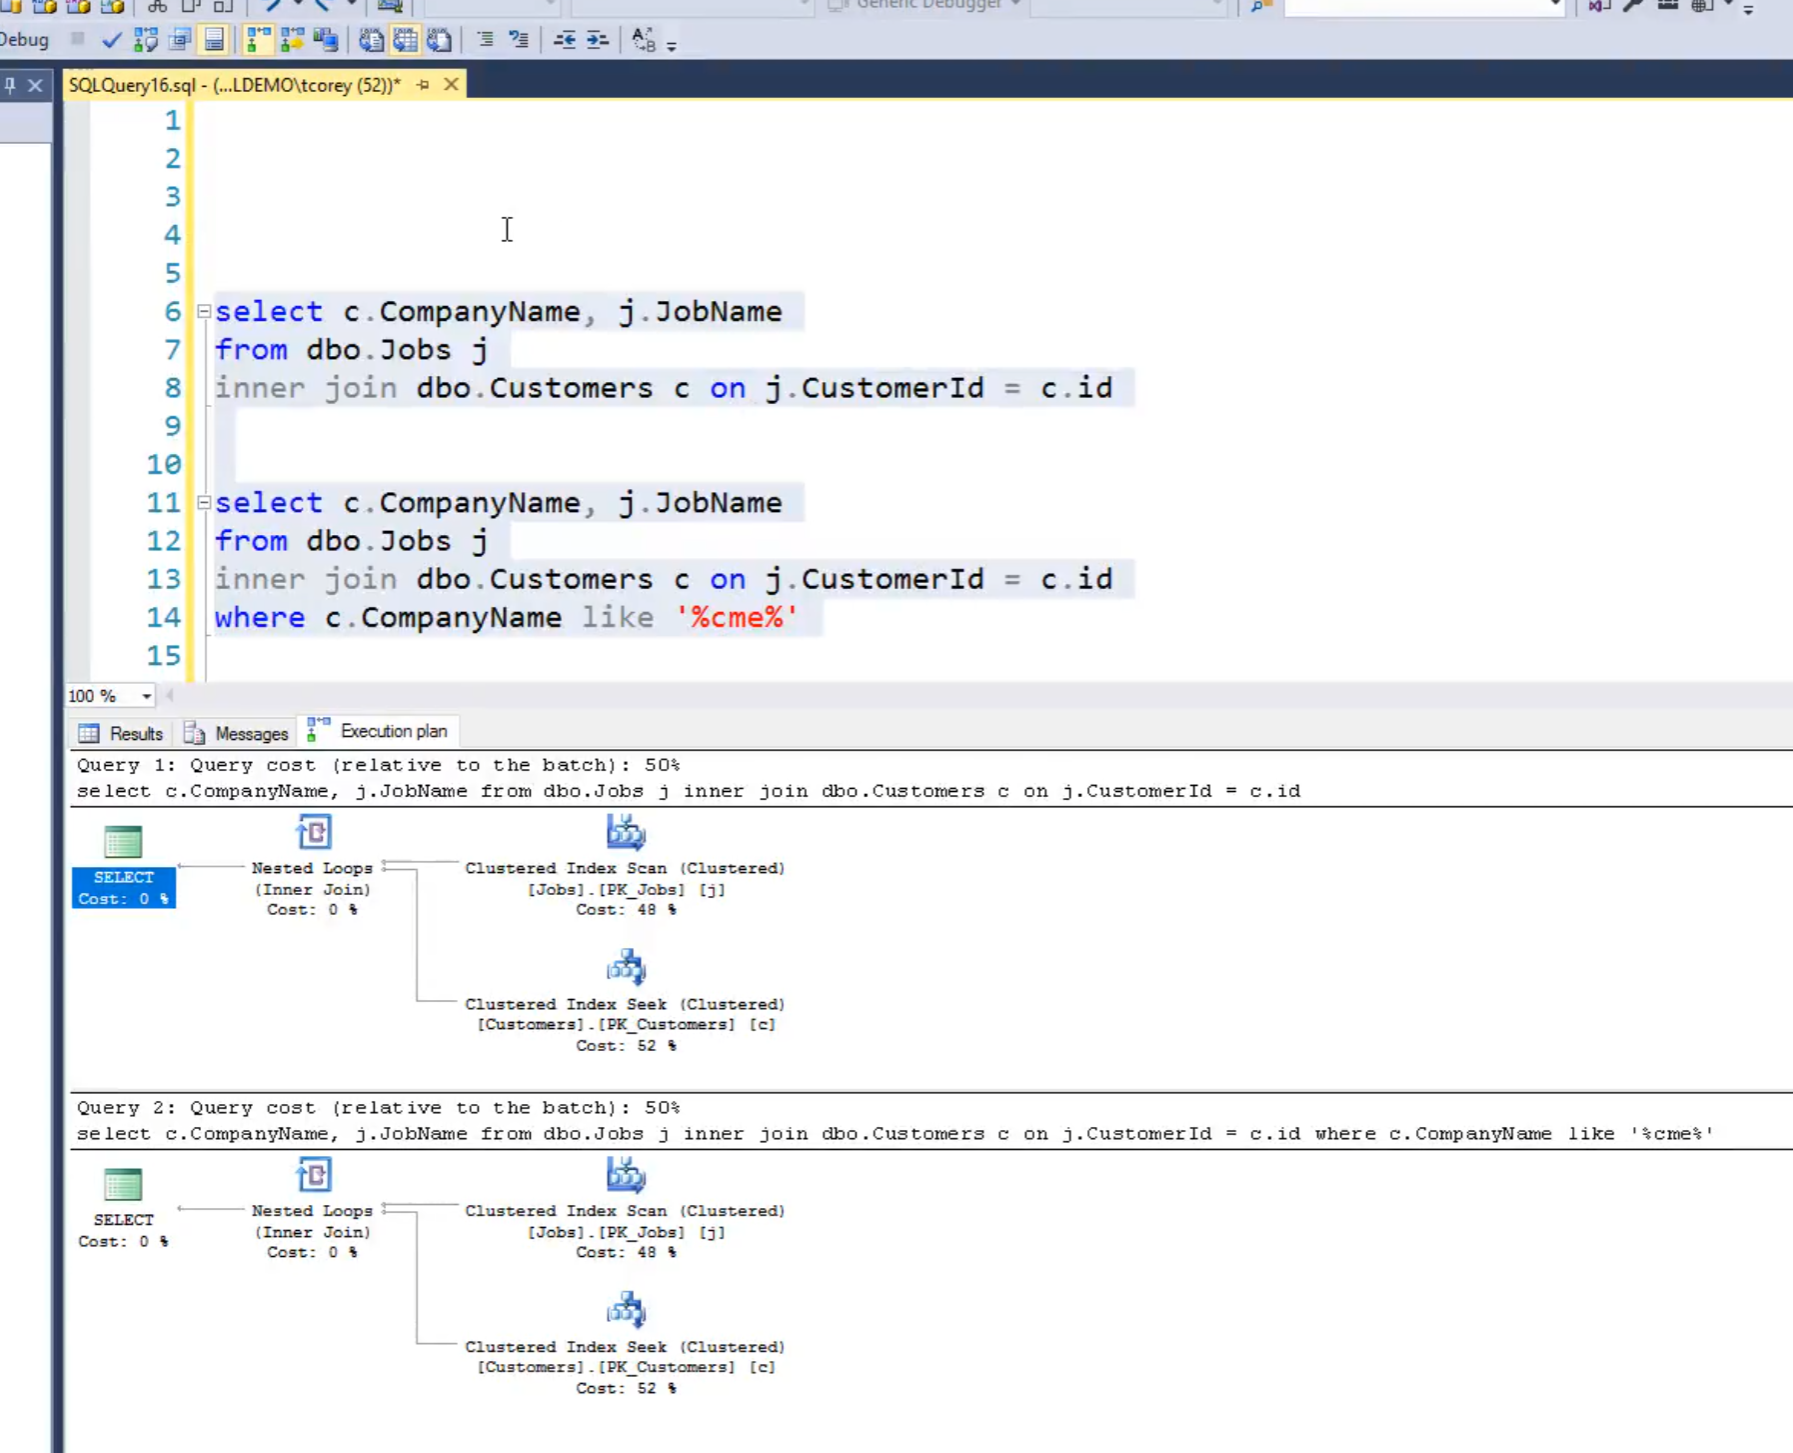 Generic Debugger
Debug
SQLQuery16.sql - (...LDEMO\tcorey (52))*
1
2
3
4
5
6 select c.CompanyName, j.JobName
7 from dbo.Jobs j
8 inner join dbo.Customers c on j.CustomerId = c.id
9
10
11 select c.CompanyName, j.JobName
12 from dbo.Jobs j
13 inner join dbo.Customers c on j.CustomerId = c.id
14 where c.CompanyName like '%cme%'
15
100 %
Results Messages Execution plan
Query 1: Query cost (relative to the batch): 50%
select c.CompanyName, j.JobName from dbo.Jobs j inner join dbo.Customers c on j.CustomerId = c.id
SELECT
Cost: 0 %
Nested Loops
(Inner Join)
Cost: 0 %
Clustered Index Scan (Clustered)
[Jobs].[PK_Jobs] [j]
Cost: 48 %
Clustered Index Seek (Clustered)
[Customers].[PK_Customers] [c]
Cost: 52 %
Query 2: Query cost (relative to the batch): 50%
select c.CompanyName, j.JobName from dbo.Jobs j inner join dbo.Customers c on j.CustomerId = c.id where c.CompanyName like '%cme%'
SELECT
Cost: 0 %
Nested Loops
(Inner Join)
Cost: 0 %
Clustered Index Scan (Clustered)
[Jobs].[PK_Jobs] [j]
Cost: 48 %
Clustered Index Seek (Clustered)
[Customers].[PK_Customers] [c]
Cost: 52 %